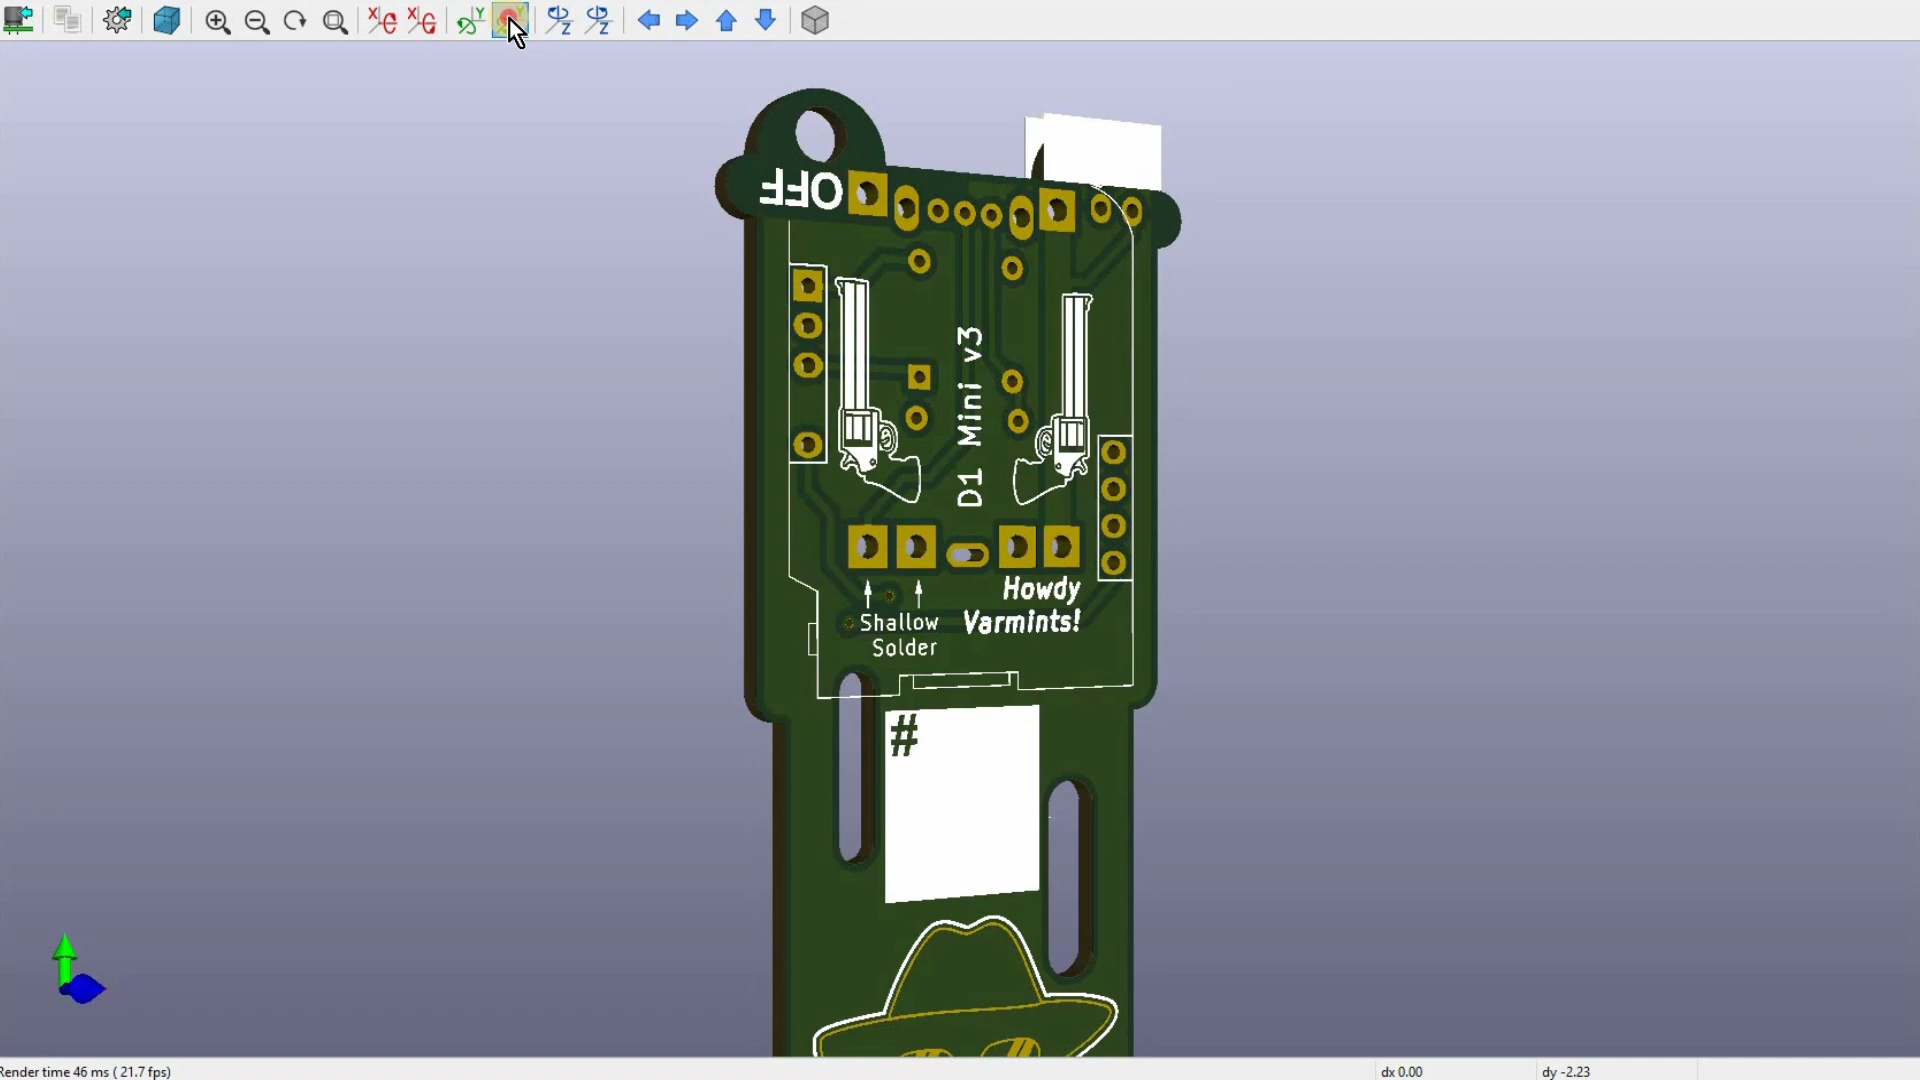 OFF
D1 Mini v3
Howdy
Varmints!
Shallow
Solder
#
Render time 46 ms ( 21.7 fps)
dx 0.00
dy -2.23